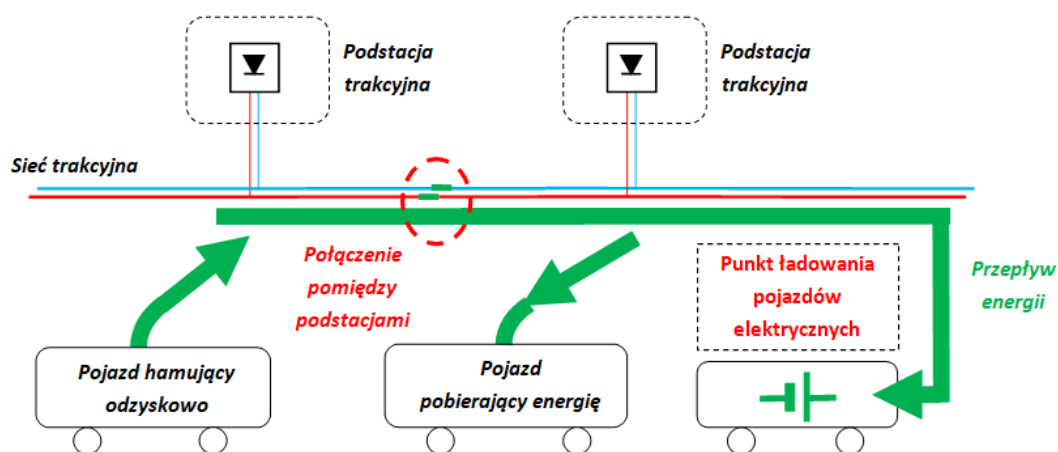 Podstacja
trakcyjna
Podstacja
trakcyjna
Sieć trakcyjna
Połączenie
pomiędzy
podstacjami
Punkt ładowania
pojazdów
elektrycznych
Przepływ
energii
Pojazd hamujący
odzyskowo
Pojazd
pobierający energię